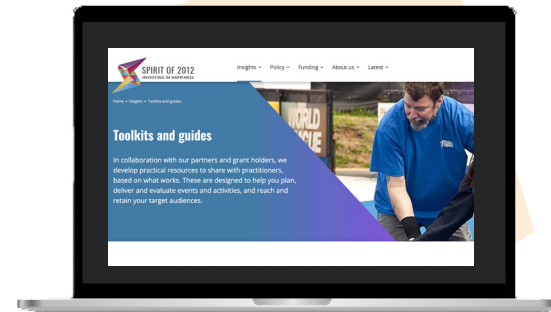 SPIRIT OF 2012
INVESTING IN HAPPINESS
Insights Policy Funding About us Latest
Home • Insights • Toolkits and guides
WORLD
LEAGUE
Toolkits and guides
In collaboration with our partners and grant holders, we
develop practical resources to share with practitioners,
based on what works. These are designed to help you plan,
deliver and evaluate events and activities, and reach and
retain your target audiences.